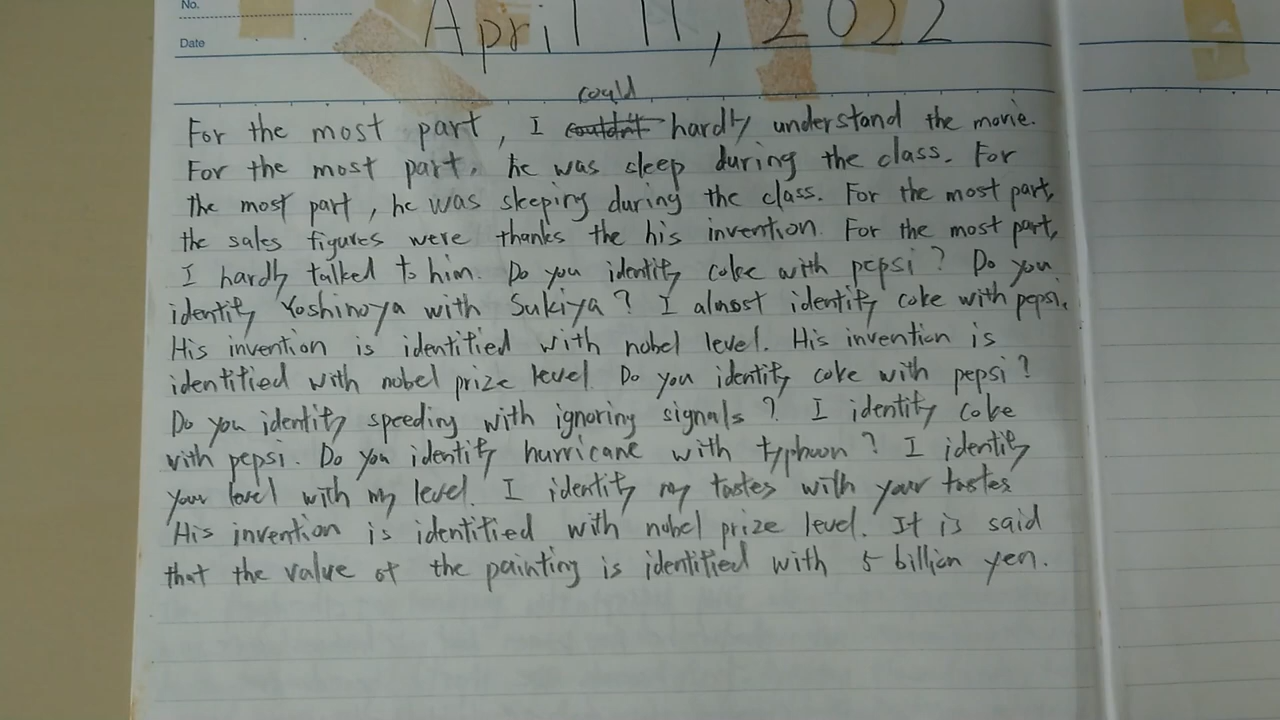 No.
April 11, 2022
Date
could
For the most part, I couldn't hardly understand the movie.
For the most part, he was sleep during the class. For
the most part, he was sleeping during the class. For the most part,
the sales figures were thanks the his invention. For the most part,
I hardly talked to him. Do you identify coke with pepsi? Do you
identify Yoshinoya with Sukiya? I almost identify coke with pepsi.
His invention is identified with nobel level. His invention is
identified with nobel prize level. Do you identify coke with pepsi?
Do you identify speeding with ignoring signals? I identify coke
with pepsi. Do you identify hurricane with typhoon? I identify
your level with my level. I identify my tastes with your tastes.
His invention is identified with nobel prize level. It is said
that the value of the painting is identified with 5 billion yen.